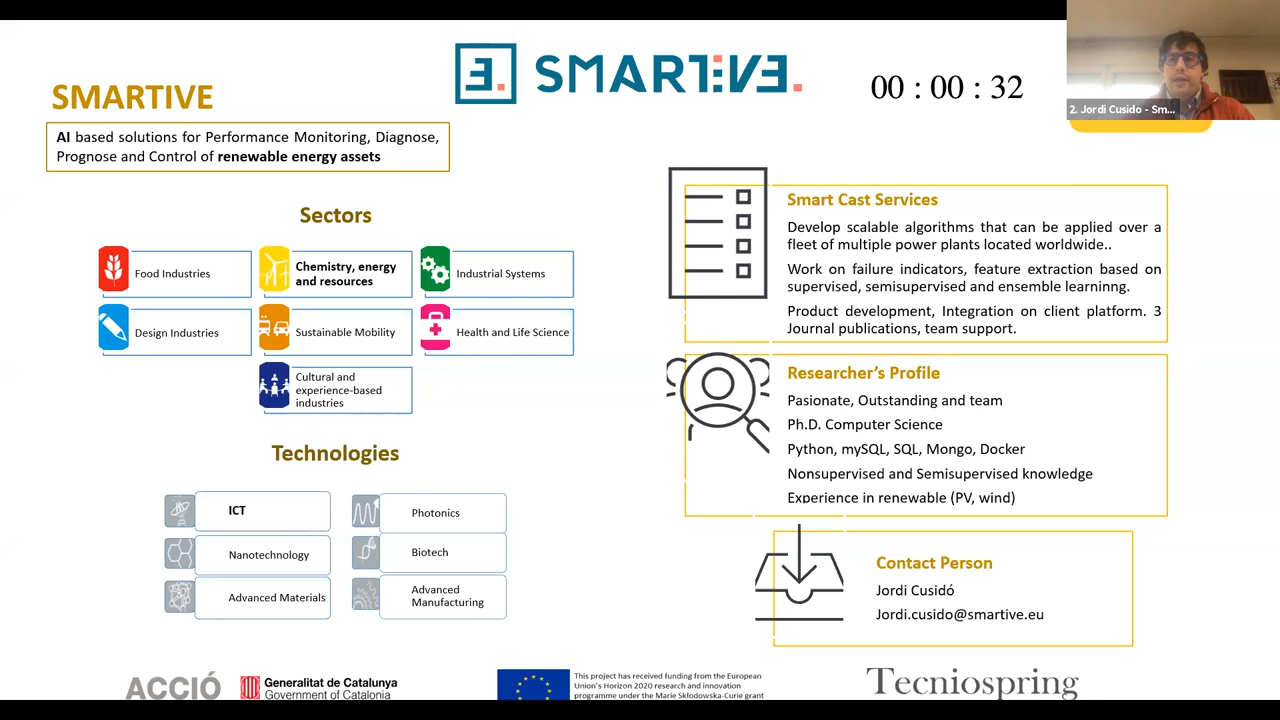 SMARTIVE
00 : 00 : 32
2. Jordi Cusido - Sm...
SMARTIVE
AI based solutions for Performance Monitoring, Diagnose,
Prognose and Control of renewable energy assets
Sectors
Food Industries
Chemistry, energy
and resources
Industrial Systems
Design Industries
Sustainable Mobility
Health and Life Science
Cultural and
experience-based
industries
Technologies
ICT
Photonics
Nanotechnology
Biotech
Advanced Materials
Advanced
Manufacturing
Smart Cast Services
Develop scalable algorithms that can be applied over a
fleet of multiple power plants located worldwide..
Work on failure indicators, feature extraction based on
supervised, semisupervised and ensemble learninng.
Product development, Integration on client platform. 3
Journal publications, team support.
Researcher’s Profile
Pasionate, Outstanding and team
Ph.D. Computer Science
Python, mySQL, SQL, Mongo, Docker
Nonsupervised and Semisupervised knowledge
Experience in renewable (PV, wind)
Contact Person
Jordi Cusidó
Jordi.cusido@smartive.eu
ACCIÓ
Generalitat de Catalunya
Government of Catalonia
This project has received funding from the European
Union's Horizon 2020 research and innovation
programme under the Marie Skłodowska-Curie grant
Tecniospring